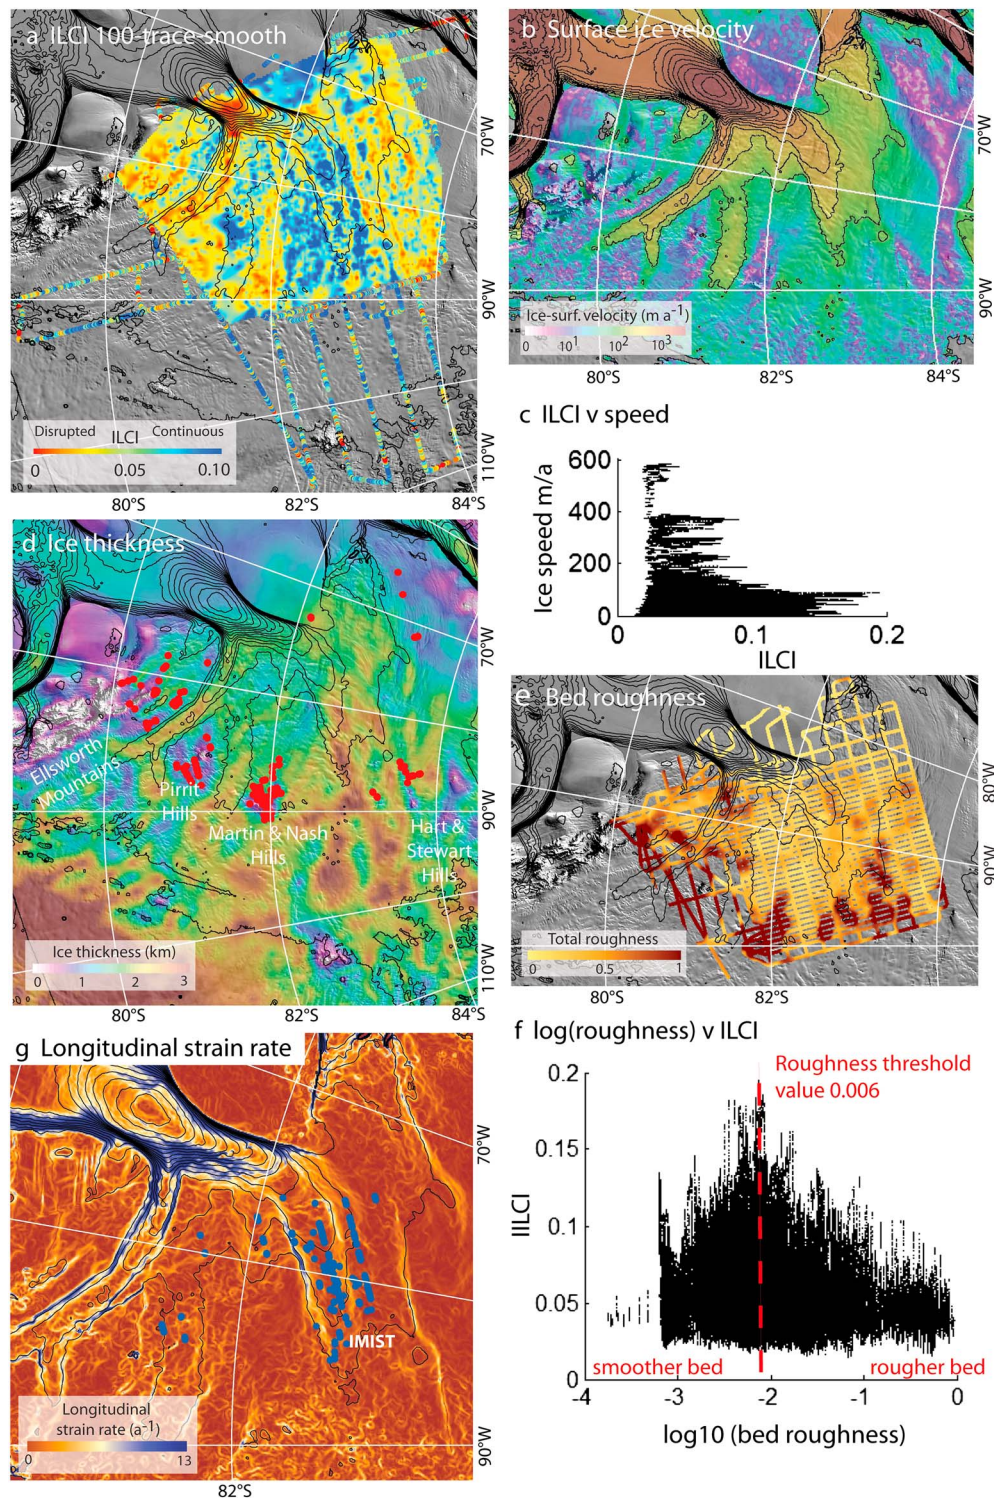 a ILCI 100-trace-smooth
70°W
90°W
110°W
80°S
82°S
84°S
Disrupted ILCI Continuous
0 0.05 0.10
b Surface ice velocity
70°W
90°W
Ice-surf. velocity (m a-1)
0 10¹ 10² 10³
80°S
82°S
84°S
c ILCI v speed
Ice speed m/a
600
400
200
0
0 0.1 0.2
ILCI
d Ice thickness
70°W
90°W
110°W
Ellsworth
Mountains
Pirrit
Hills
Martin & Nash
Hills
Hart &
Stewart
Hills
Ice thickness (km)
0 1 2 3
80°S
82°S
84°S
e Bed roughness
80°W
90°W
Total roughness
0 0.5 1
80°S
82°S
g Longitudinal strain rate
70°W
90°W
IMIST
Longitudinal
strain rate (a-1)
0 13
82°S
f log(roughness) v ILCI
Roughness threshold
value 0.006
IILCI
0.2
0.15
0.1
0.05
0
smoother bed
rougher bed
-4 -3 -2 -1 0
log10 (bed roughness)